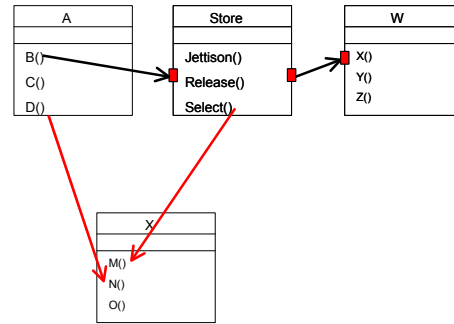 A
B()
C()
D()
Store
Jettison()
Release()
Select()
W
X()
Y()
Z()
X
M()
N()
O()